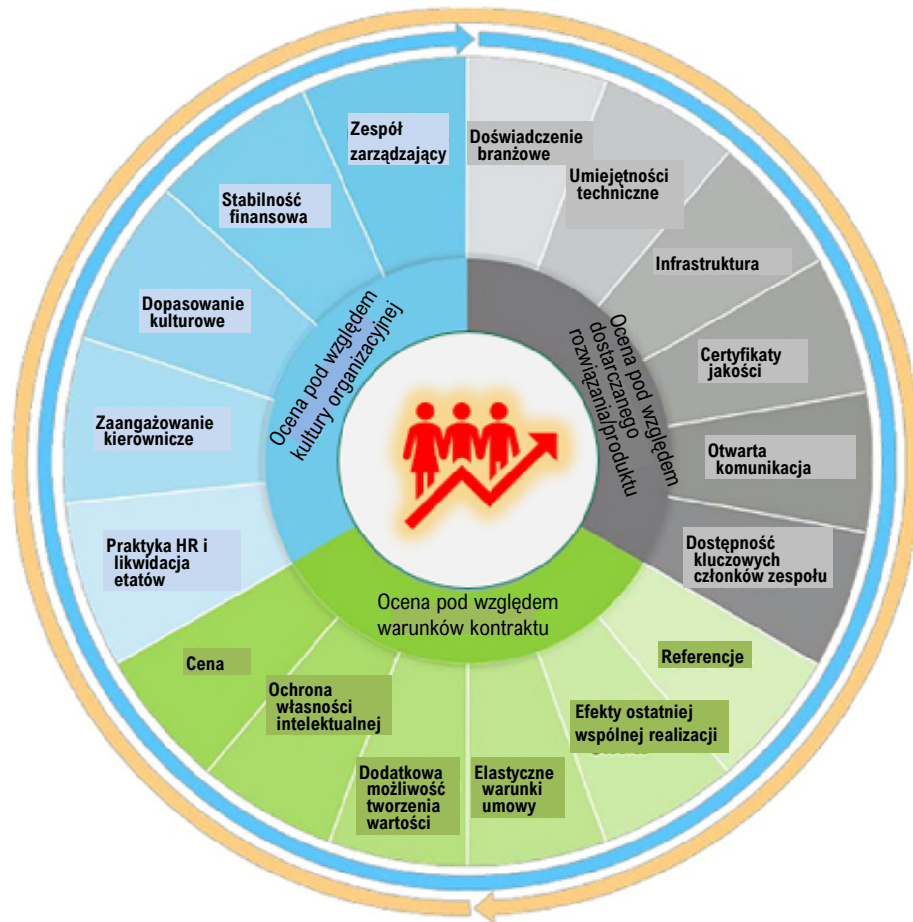 Zespół
zarządzający
Doświadczenie
branżowe
Umiejętności
techniczne
Stabilność
finansowa
Infrastruktura
Dopasowanie
kulturowe
Certyfikaty
jakości
Zaangażowanie
kierownicze
Otwarta
komunikacja
Praktyka HR i
likwidacja
etatów
Dostępność
kluczowych
członków zespołu
Ocena pod względem
kultury organizacyjnej
Ocena pod względem
dostarczanego
rozwiązania/produktu
Ocena pod względem
warunków kontraktu
Cena
Ochrona
własności
intelektualnej
Dodatkowa
możliwość
tworzenia
wartości
Elastyczne
warunki
umowy
Efekty ostatniej
wspólnej realizacji
Referencje